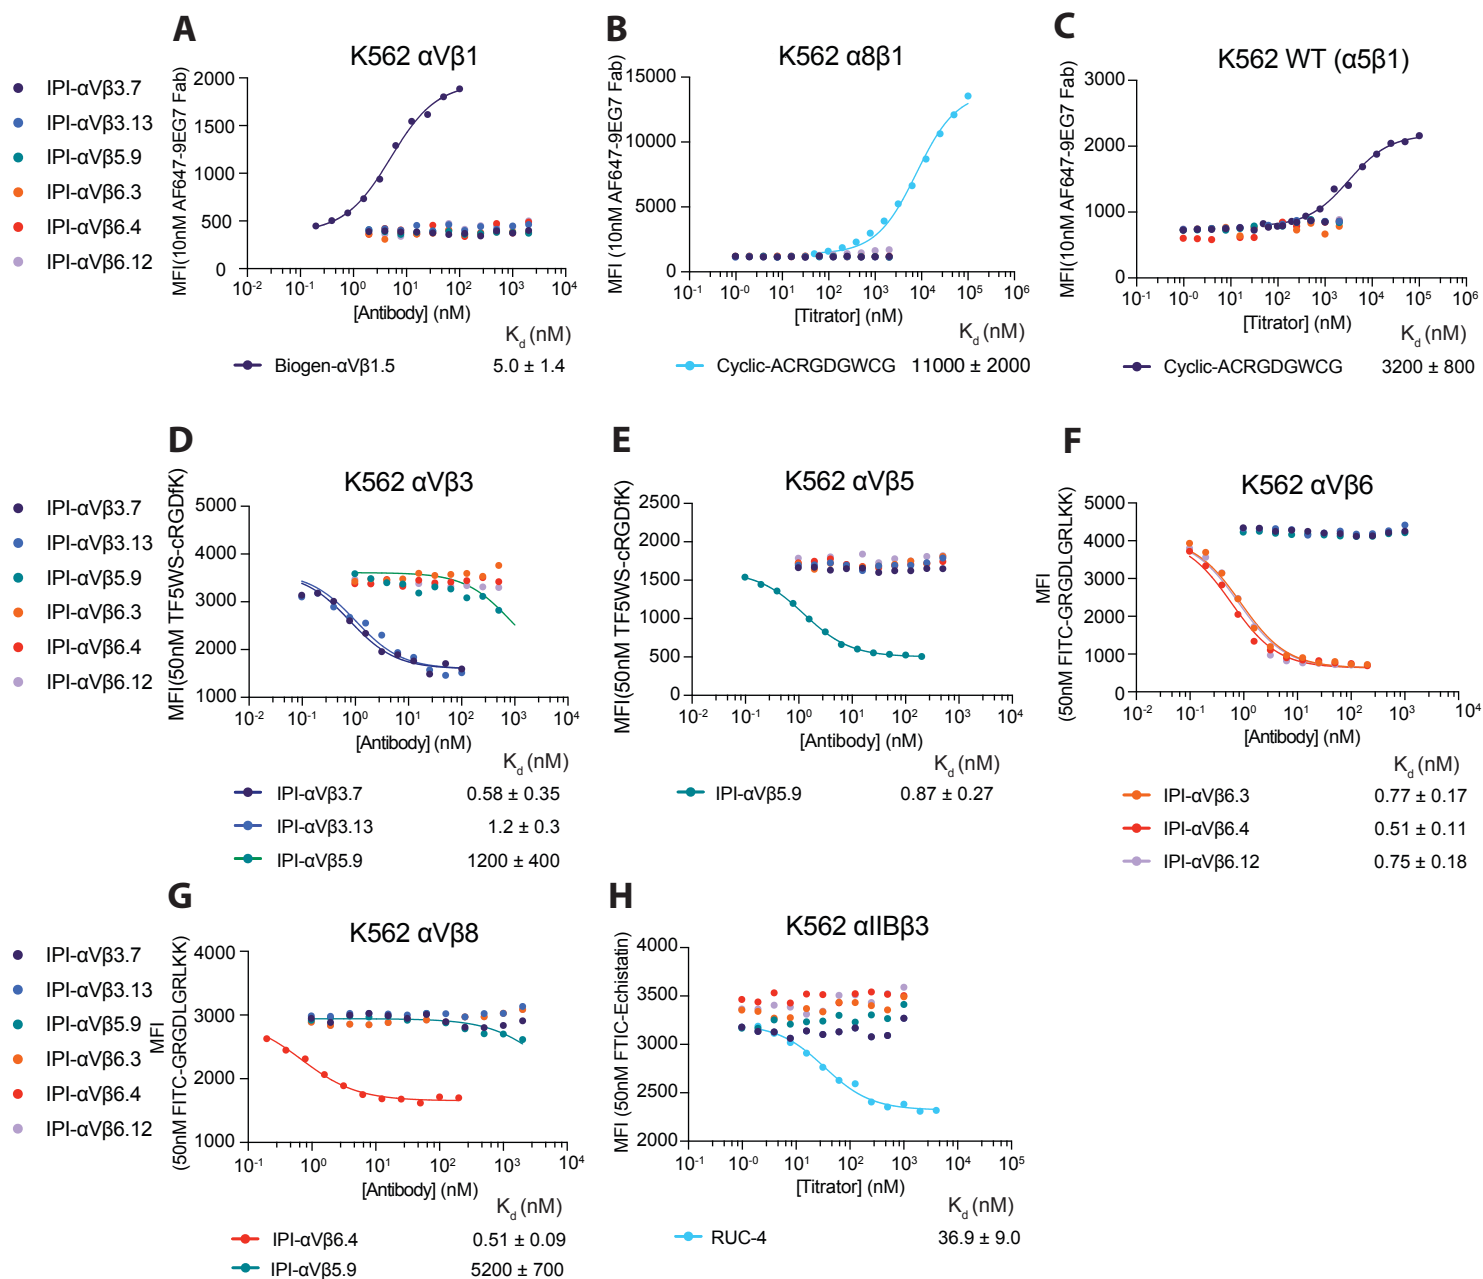 A
K562 αVβ1
IPI-αVβ3.7
IPI-αVβ3.13
IPI-αVβ5.9
IPI-αVβ6.3
IPI-αVβ6.4
IPI-αVβ6.12
MFI(10nM AF647-9EG7 Fab)
2000
1500
1000
500
0
10-2
10-1
100
101
102
103
104
[Antibody] (nM)
Kd (nM)
Biogen-αVβ1.5 5.0 ± 1.4
B
K562 α8β1
MFI (10nM AF647-9EG7 Fab)
15000
10000
5000
0
10-1
10-0
101
102
103
104
105
106
[Titrator] (nM)
Kd (nM)
Cyclic-ACRGDGWCG 11000 ± 2000
C
K562 WT (α5β1)
MFI(10nM AF647-9EG7 Fab)
3000
2000
1000
0
10-1
10-0
101
102
103
104
105
106
[Titrator] (nM)
Kd (nM)
Cyclic-ACRGDGWCG 3200 ± 800
D
K562 αVβ3
IPI-αVβ3.7
IPI-αVβ3.13
IPI-αVβ5.9
IPI-αVβ6.3
IPI-αVβ6.4
IPI-αVβ6.12
MFI(50nM TF5WS-cRGDfK)
5000
4000
3000
2000
1000
10-2
10-1
100
101
102
103
104
[Antibody] (nM)
Kd (nM)
IPI-αVβ3.7 0.58 ± 0.35
IPI-αVβ3.13 1.2 ± 0.3
IPI-αVβ5.9 1200 ± 400
E
K562 αVβ5
MFI(50nM TF5WS-cRGDfK)
2500
2000
1500
1000
500
0
10-2
10-1
100
101
102
103
104
[Antibody] (nM)
Kd (nM)
IPI-αVβ5.9 0.87 ± 0.27
F
K562 αVβ6
MFI
(50nM FITC-GRGDLGRLKK)
5000
4000
3000
2000
1000
0
10-2
10-1
100
101
102
103
104
[Antibody] (nM)
Kd (nM)
IPI-αVβ6.3 0.77 ± 0.17
IPI-αVβ6.4 0.51 ± 0.11
IPI-αVβ6.12 0.75 ± 0.18
G
K562 αVβ8
IPI-αVβ3.7
IPI-αVβ3.13
IPI-αVβ5.9
IPI-αVβ6.3
IPI-αVβ6.4
IPI-αVβ6.12
MFI
(50nM FITC-GRGDLGRLKK)
4000
3000
2000
1000
10-1
100
101
102
103
104
[Antibody] (nM)
Kd (nM)
IPI-αVβ6.4 0.51 ± 0.09
IPI-αVβ5.9 5200 ± 700
H
K562 αIIBβ3
MFI (50nM FTIC-Echistatin)
4000
3500
3000
2500
2000
10-1
10-0
101
102
103
104
105
[Titrator] (nM)
Kd (nM)
RUC-4 36.9 ± 9.0